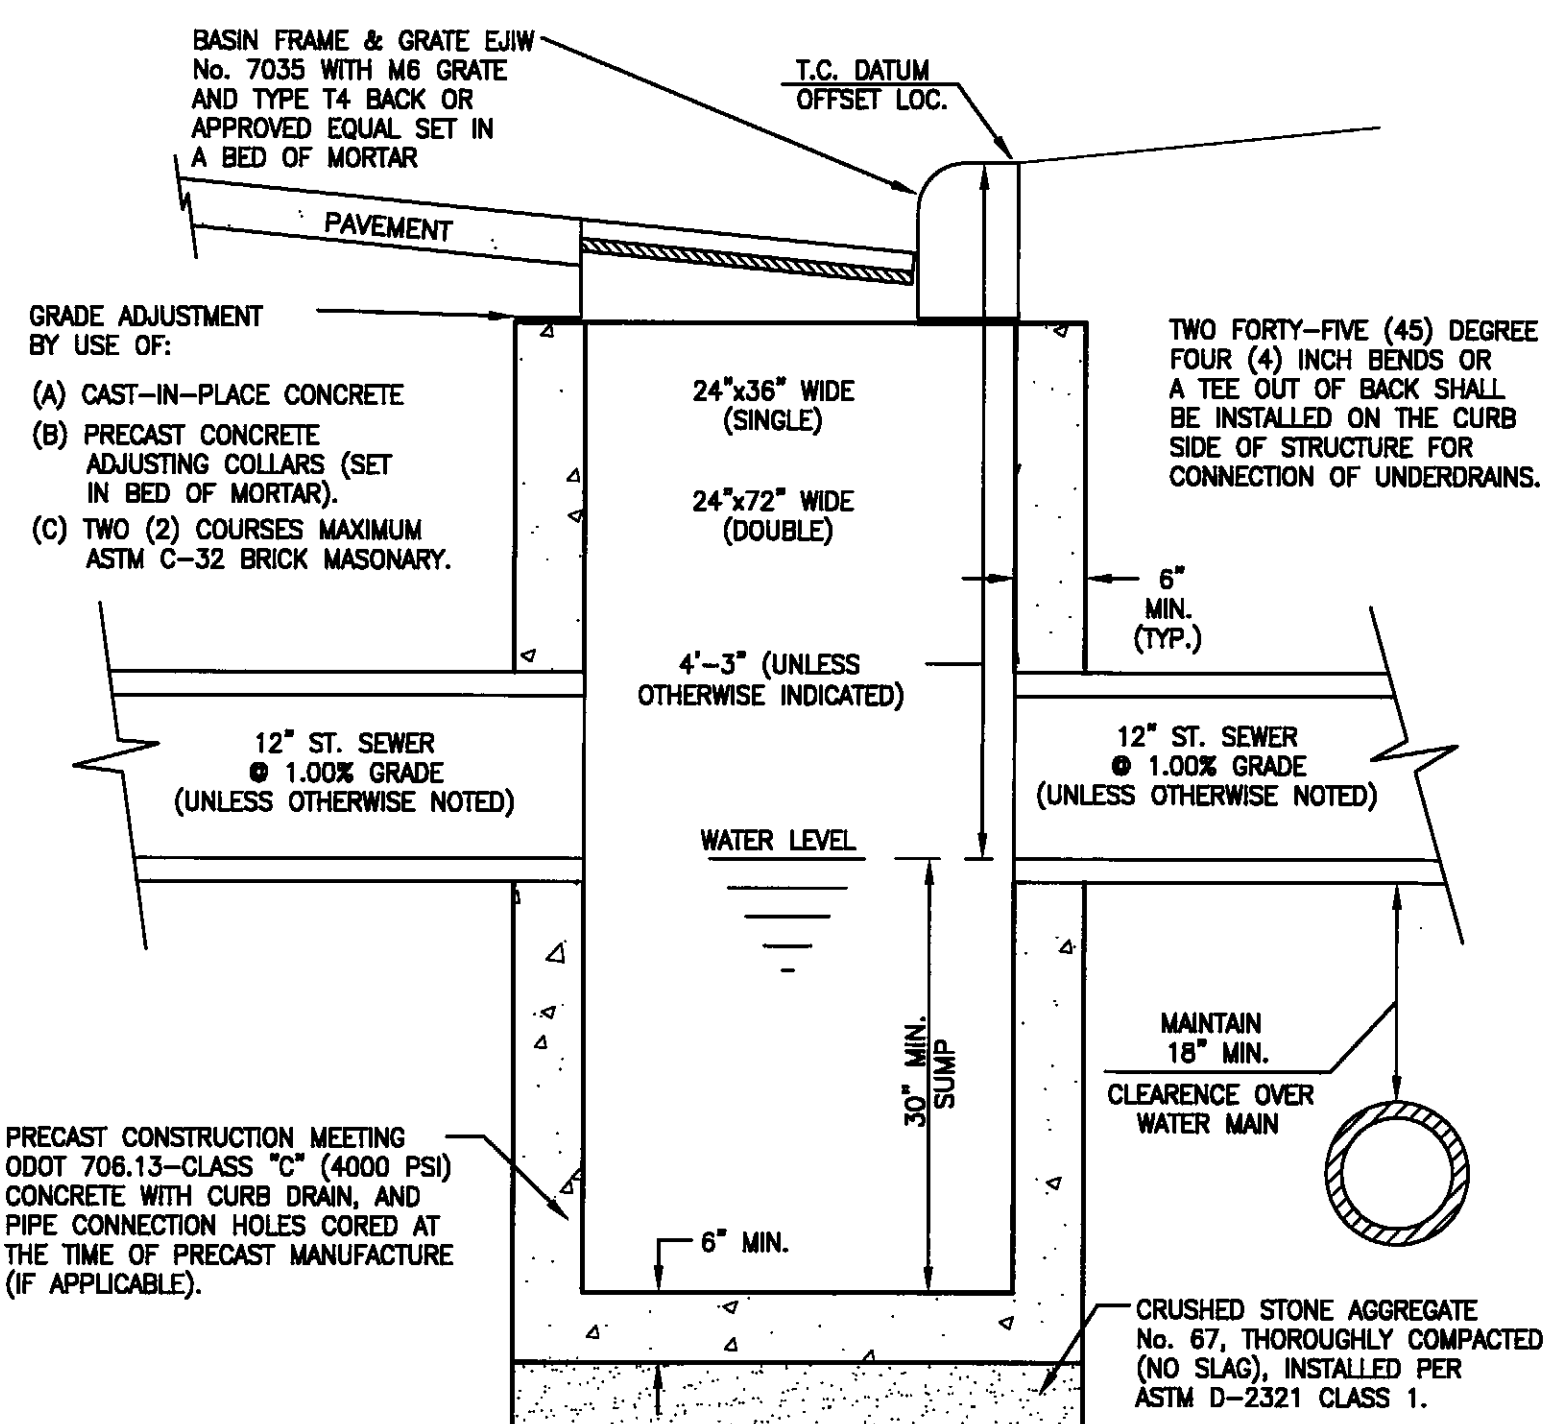 BASIN FRAME & GRATE EJIW
No. 7035 WITH M6 GRATE
AND TYPE T4 BACK OR
APPROVED EQUAL SET IN
A BED OF MORTAR
T.C. DATUM
OFFSET LOC.
PAVEMENT
GRADE ADJUSTMENT
BY USE OF:
(A) CAST-IN-PLACE CONCRETE
(B) PRECAST CONCRETE
ADJUSTING COLLARS (SET
IN BED OF MORTAR).
(C) TWO (2) COURSES MAXIMUM
ASTM C-32 BRICK MASONARY.
24"x36" WIDE
(SINGLE)
24"x72" WIDE
(DOUBLE)
TWO FORTY-FIVE (45) DEGREE
FOUR (4) INCH BENDS OR
A TEE OUT OF BACK SHALL
BE INSTALLED ON THE CURB
SIDE OF STRUCTURE FOR
CONNECTION OF UNDERDRAINS.
6"
MIN.
(TYP.)
4'-3" (UNLESS
OTHERWISE INDICATED)
12" ST. SEWER
@ 1.00% GRADE
(UNLESS OTHERWISE NOTED)
12" ST. SEWER
@ 1.00% GRADE
(UNLESS OTHERWISE NOTED)
WATER LEVEL
30" MIN.
SUMP
MAINTAIN
18" MIN.
CLEARENCE OVER
WATER MAIN
PRECAST CONSTRUCTION MEETING
ODOT 706.13-CLASS "C" (4000 PSI)
CONCRETE WITH CURB DRAIN, AND
PIPE CONNECTION HOLES CORED AT
THE TIME OF PRECAST MANUFACTURE
(IF APPLICABLE).
6" MIN.
CRUSHED STONE AGGREGATE
No. 67, THOROUGHLY COMPACTED
(NO SLAG), INSTALLED PER
ASTM D-2321 CLASS 1.